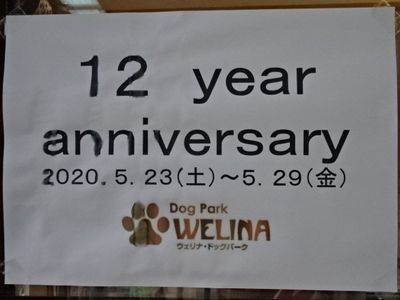 12 year
anniversary
2020. 5. 23(土)～5. 29(金)
Dog Park
WELINA
ウェリナ・ドッグパーク